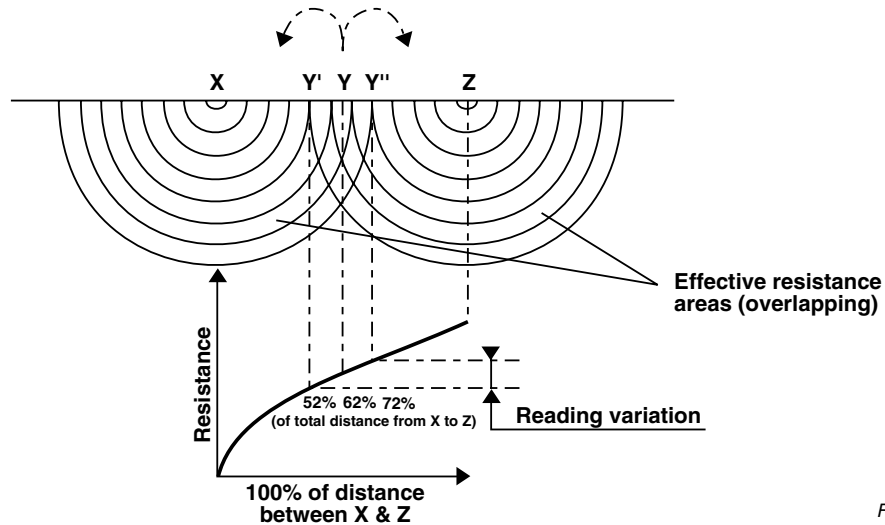 X Y' Y Y'' Z
Effective resistance
areas (overlapping)
Resistance
52% 62% 72%
(of total distance from X to Z)
Reading variation
100% of distance
between X & Z